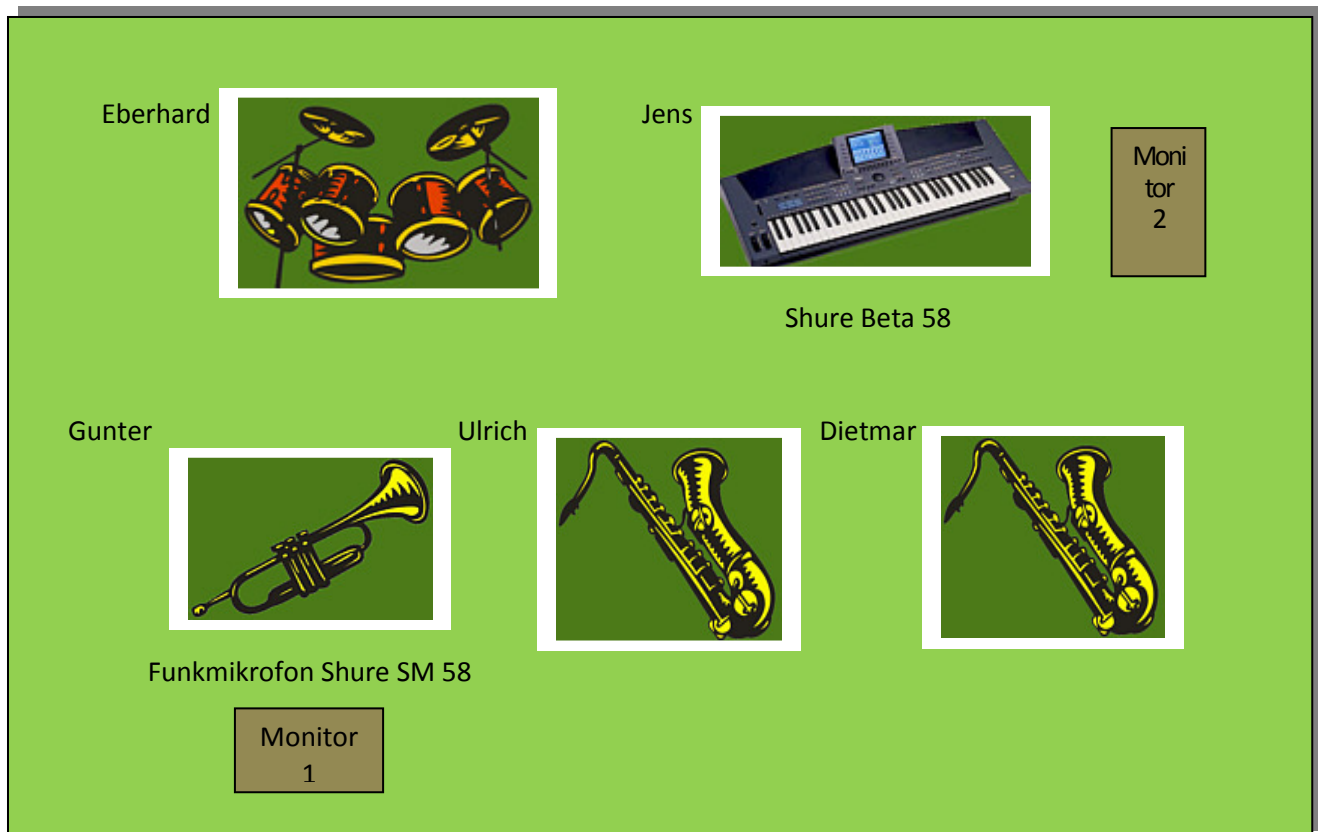 Eberhard
Jens
Moni
tor
2
Shure Beta 58
Gunter
Ulrich
Dietmar
Funkmikrofon Shure SM 58
Monitor
1